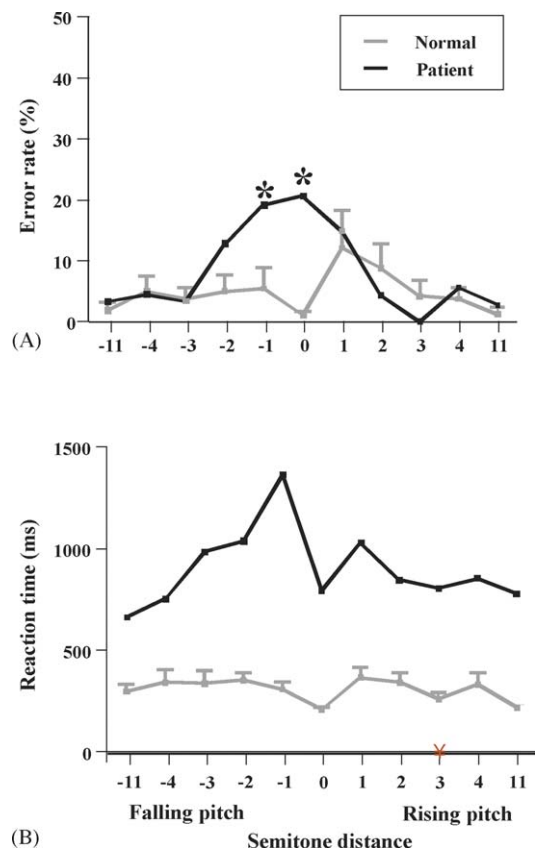 50
Normal
40
Patient
30
Error rate (%)
20
* *
10
0
(A)
-11 -4 -3 -2 -1 0 1 2 3 4 11
1500
1000
Reaction time (ms)
500
0
-11 -4 -3 -2 -1 0 1 2 3 4 11
Falling pitch Rising pitch
(B) Semitone distance